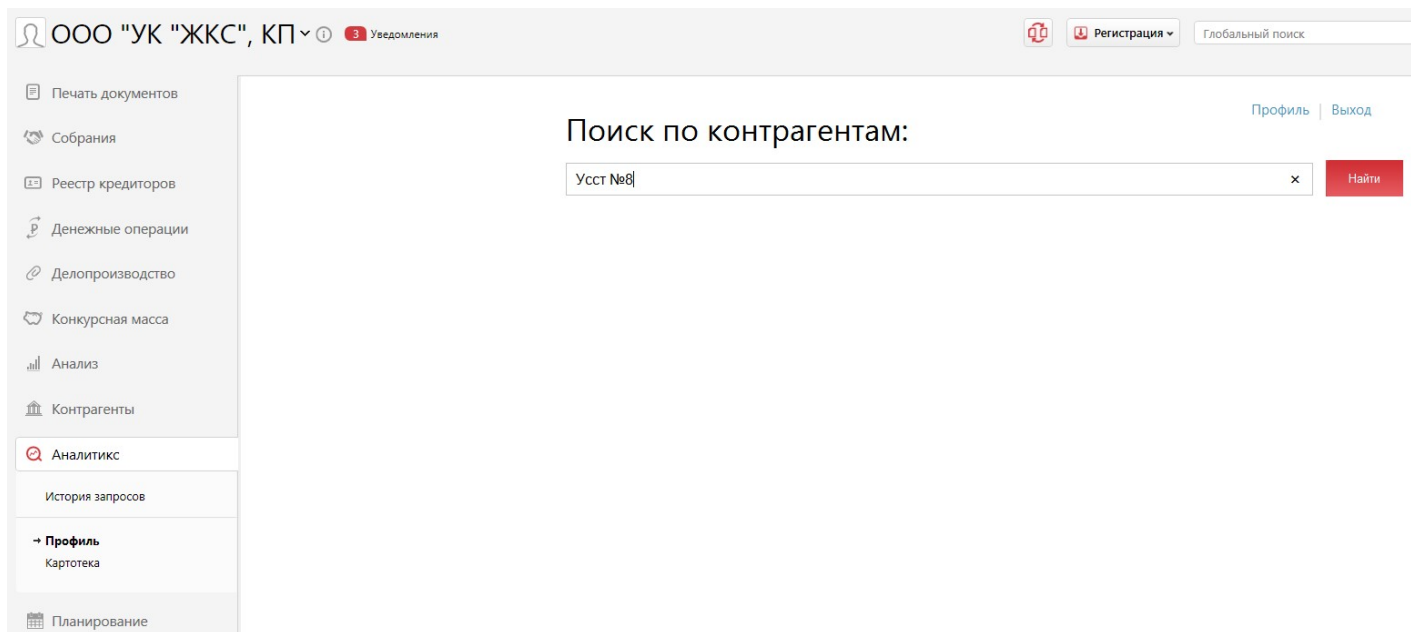 ООО "УК "ЖКС", КП 3 Уведомления
Регистрация
Глобальный поиск
Печать документов
Собрания
Реестр кредиторов
Денежные операции
Делопроизводство
Конкурсная масса
Анализ
Контрагенты
Аналитикс
История запросов
Профиль
Картотека
Планирование
Профиль | Выход
Поиск по контрагентам:
Усст №8
Найти